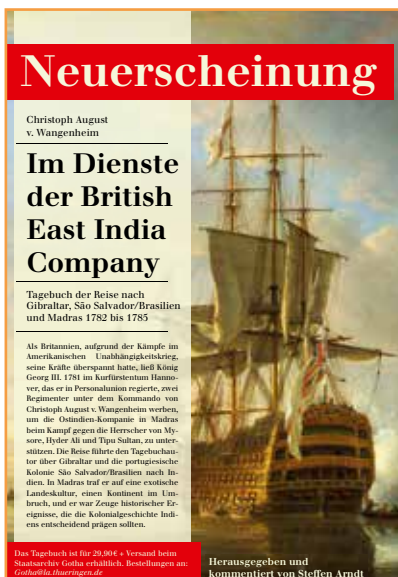 Neuerscheinung
Christoph August
v. Wangenheim
Im Dienste
der British
East India
Company
Tagebuch der Reise nach
Gibraltar, São Salvador/Brasilien
und Madras 1782 bis 1785
Als Britannien, aufgrund der Kämpfe im
Amerikanischen Unabhängigkeitskrieg,
seine Kräfte überspannt hatte, ließ König
Georg III. 1781 im Kurfürstentum Hanno-
ver, das er in Personalunion regierte, zwei
Regimenter unter dem Kommando von
Christoph August v. Wangenheim werben,
um die Ostindien-Kompanie in Madras
beim Kampf gegen die Herrscher von My-
sore, Hyder Ali und Tipu Sultan, zu unter-
stützen. Die Reise führte den Tagebuchau-
tor über Gibraltar und die portugiesische
Kolonie São Salvador/Brasilien nach In-
dien. In Madras traf er auf eine exotische
Landeskultur, einen Kontinent im Um-
bruch, und er war Zeuge historischer Er-
eignisse, die die Kolonialgeschichte Indi-
ens entscheidend prägen sollten.
Das Tagebuch ist für 29,90€ + Versand beim
Staatsarchiv Gotha erhältlich. Bestellungen an:
Gotha@la.thueringen.de
Herausgegeben und
kommentiert von Steffen Arndt